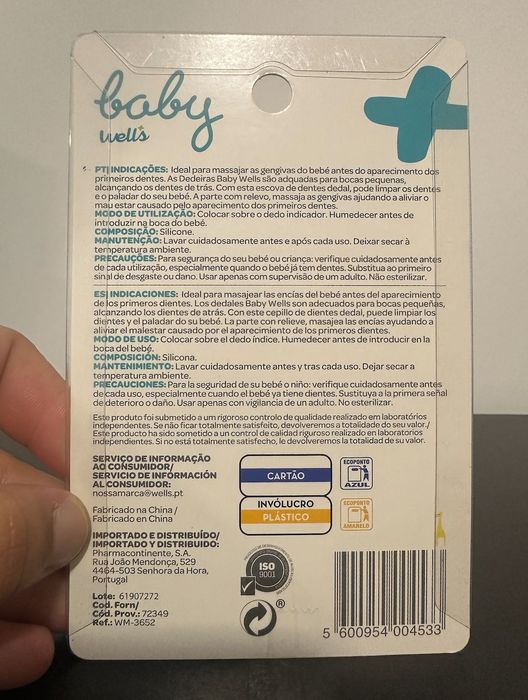 baby
well's
PT| INDICAÇÕES: Ideal para massajar as gengivas do bebé antes do aparecimento dos
primeiros dentes. As Dedeiras Baby Wells são adquadas para bocas pequenas,
alcançando os dentes de trás. Com esta escova de dentes dedal, pode limpar os dentes
e o paladar do seu bebé. A parte com relevo, massaja as gengivas ajudando a aliviar o
mau estar causado pelo aparecimento dos primeiros dentes.
MODO DE UTILIZAÇÃO: Colocar sobre o dedo indicador. Humedecer antes de
introduzir na boca do bebé.
COMPOSIÇÃO: Silicone.
MANUTENÇÃO: Lavar cuidadosamente antes e após cada uso. Deixar secar à
temperatura ambiente.
PRECAUÇÕES: Para segurança do seu bebé ou criança: verifique cuidadosamente antes
de cada utilização, especialmente quando o bebé já tem dentes. Substitua ao primeiro
sinal de desgaste ou dano. Usar apenas com supervisão de um adulto. Não esterilizar.
ES| INDICACIONES: Ideal para masajear las encías del bebé antes del aparecimiento
de los primeros dientes. Los dedales Baby Wells son adecuados para bocas pequeñas,
alcanzando los dientes de atrás. Com este cepillo de dientes dedal, puede limpiar los
dientes y el paladar de su bebé. La parte con relieve, masajea las encías ayudando a
aliviar el malestar causado por el aparecimiento de los primeros dientes.
MODO DE USO: Colocar sobre el dedo índice. Humedecer antes de introducir en la
boca del bebé.
COMPOSICIÓN: Silicona.
MANTENIMIENTO: Lavar cuidadosamente antes y tras cada uso. Dejar secar a
temperatura ambiente.
PRECAUCIONES: Para la seguridad de su bebé o niño: verifique cuidadosamente antes
de cada uso, especialmente cuando el bebé ya tiene dientes. Sustituya a la primera señal
de deterioro o daño. Usar apenas con vigilancia de un adulto. No esterilizar.
Este produto foi submetido a um rigoroso controlo de qualidade realizado em laboratórios
independentes. Se não ficar totalmente satisfeito, devolveremos a totalidade do seu valor./
Este producto ha sido sometido a un control de calidad riguroso realizado en laboratorios
independientes. Si no está totalmente satisfecho, le devolveremos la totalidad de su valor.
SERVIÇO DE INFORMAÇÃO
AO CONSUMIDOR/
SERVICIO DE INFORMACIÓN
AL CONSUMIDOR:
nossamarca@wells.pt
Fabricado na China /
Fabricado en China
IMPORTADO E DISTRIBUÍDO/
IMPORTADO Y DISTRIBUIDO:
Pharmacontinente, S.A.
Rua João Mendonça, 529
4464-503 Senhora da Hora,
Portugal
Lote: 61907272
Cod. Forn/
Cód. Prov.: 72349
Ref.: WM-3652
CARTÃO
ECOPONTO
AZUL
INVÓLUCRO
PLÁSTICO
ECOPONTO
AMARELO
ISO
9001
®
5 600954 004533